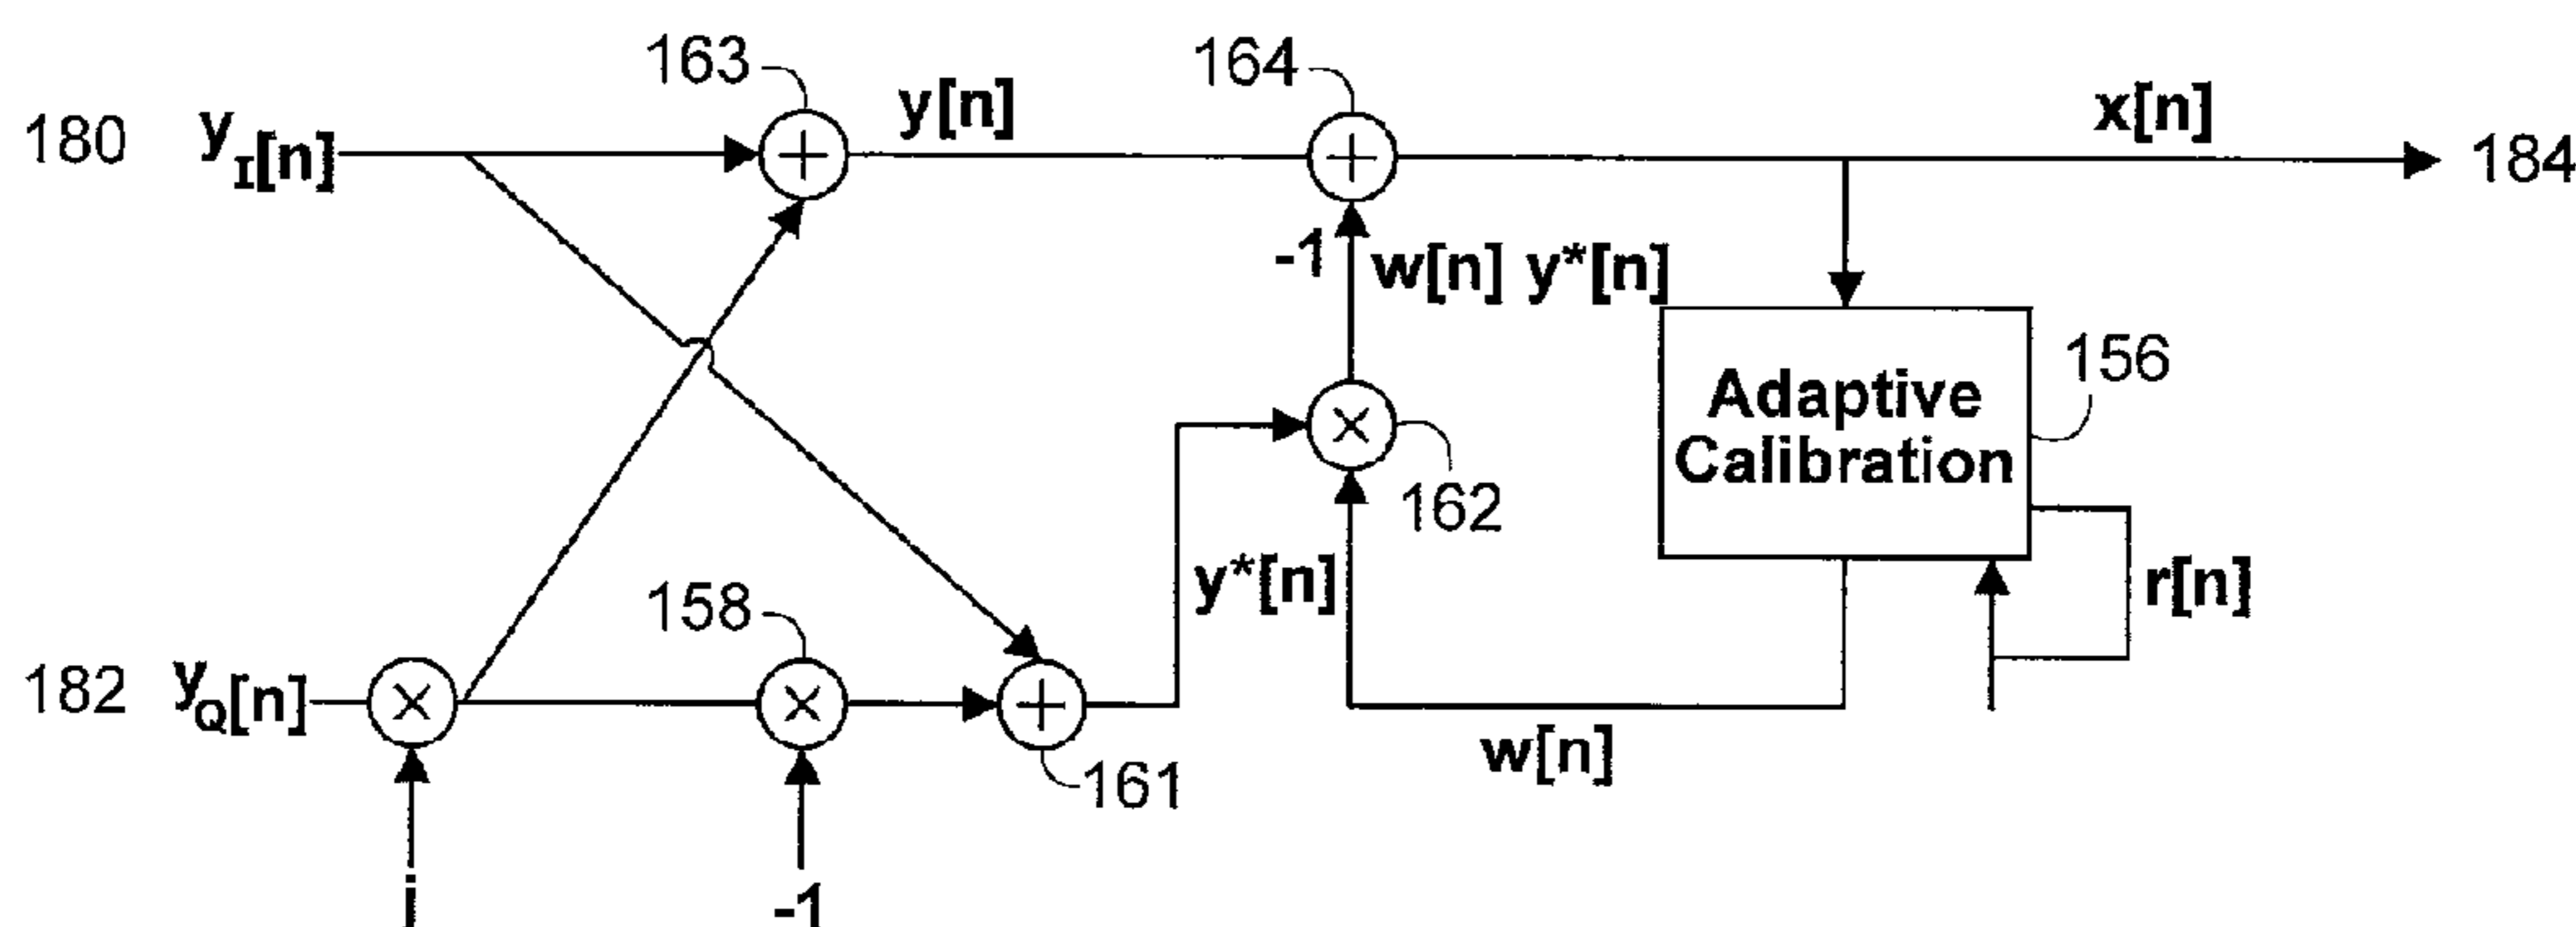 163
164
180
y_I[n]
y[n]
x[n]
184
-1
w[n] y*[n]
156
Adaptive
Calibration
162
y*[n]
r[n]
158
182
y_Q[n]
161
w[n]
-1